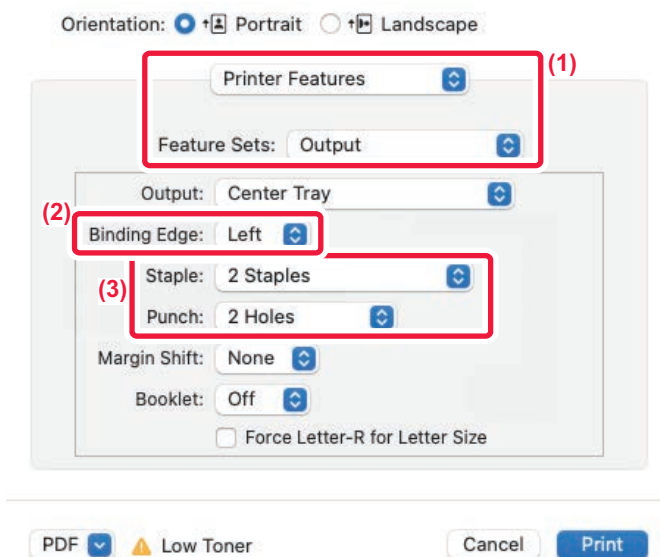 Orientation: Portrait Landscape
(1)
Printer Features
Feature Sets: Output
Output: Center Tray
(2)
Binding Edge: Left
(3)
Staple: 2 Staples
Punch: 2 Holes
Margin Shift: None
Booklet: Off
Force Letter-R for Letter Size
PDF Low Toner Cancel Print